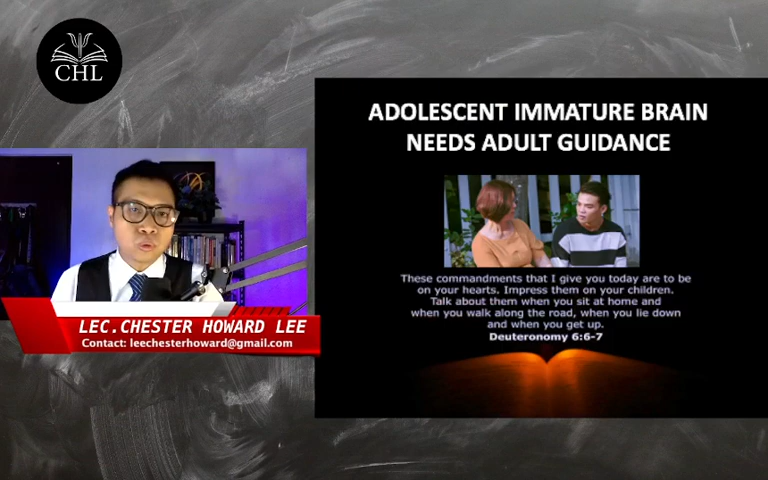 CHL
ADOLESCENT IMMATURE BRAIN
NEEDS ADULT GUIDANCE
These commandments that I give you today are to be
on your hearts. Impress them on your children.
Talk about them when you sit at home and
when you walk along the road, when you lie down
and when you get up.
Deuteronomy 6:6-7
LEC.CHESTER HOWARD LEE
Contact: leechesterhoward@gmail.com